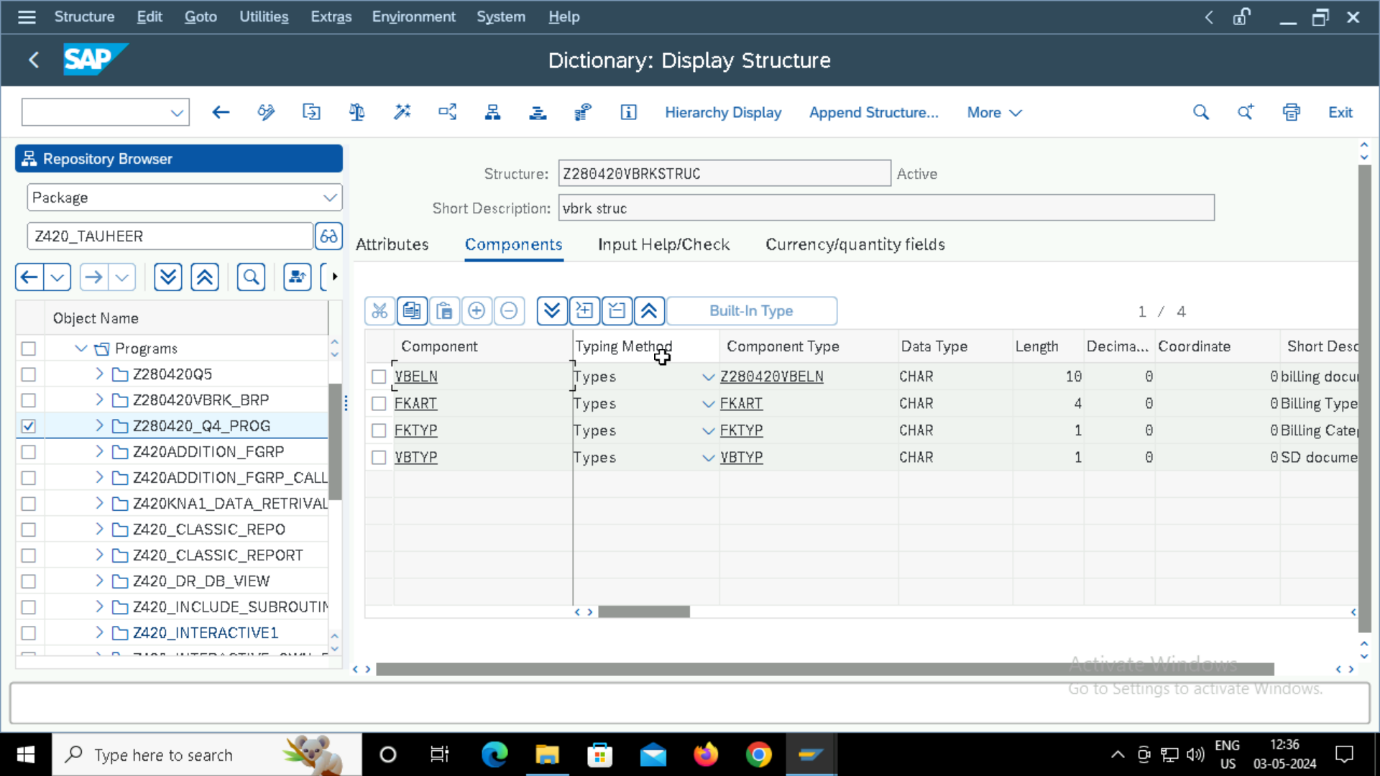 Structure Edit Goto Utilities Extras Environment System Help
SAP Dictionary: Display Structure
Hierarchy Display Append Structure... More Exit
Repository Browser
Package
Z420_TAUHEER
Object Name
Programs
Z280420Q5
Z280420VBRK_BRP
Z280420_Q4_PROG
Z420ADDITION_FGRP
Z420ADDITION_FGRP_CALL
Z420KNA1_DATA_RETRIVAL
Z420_CLASSIC_REPO
Z420_CLASSIC_REPORT
Z420_DR_DB_VIEW
Z420_INCLUDE_SUBROUTIN
Z420_INTERACTIVE1
Structure: Z280420VBRKSTRUC Active
Short Description: vbrk struc
Attributes Components Input Help/Check Currency/quantity fields
Built-In Type 1 / 4
Component Typing Method Component Type Data Type Length Decima... Coordinate Short Desc
VBELN Types Z280420VBELN CHAR 10 0 0 billing docu
FKART Types FKART CHAR 4 0 0 Billing Type
FKTYP Types FKTYP CHAR 1 0 0 Billing Cate
VBTYP Types VBTYP CHAR 1 0 0 SD docume
Activate Windows
Go to Settings to activate Windows.
Type here to search
ENG
US
12:36
03-05-2024